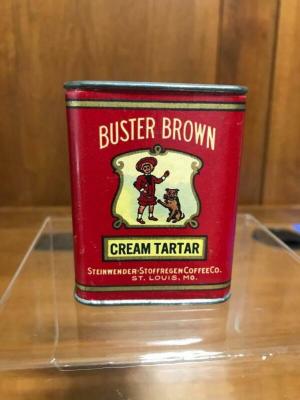 BUSTER BROWN
CREAM TARTAR
STEINWENDER-STOFFREGEN COFFEE CO.
ST. LOUIS, MO.